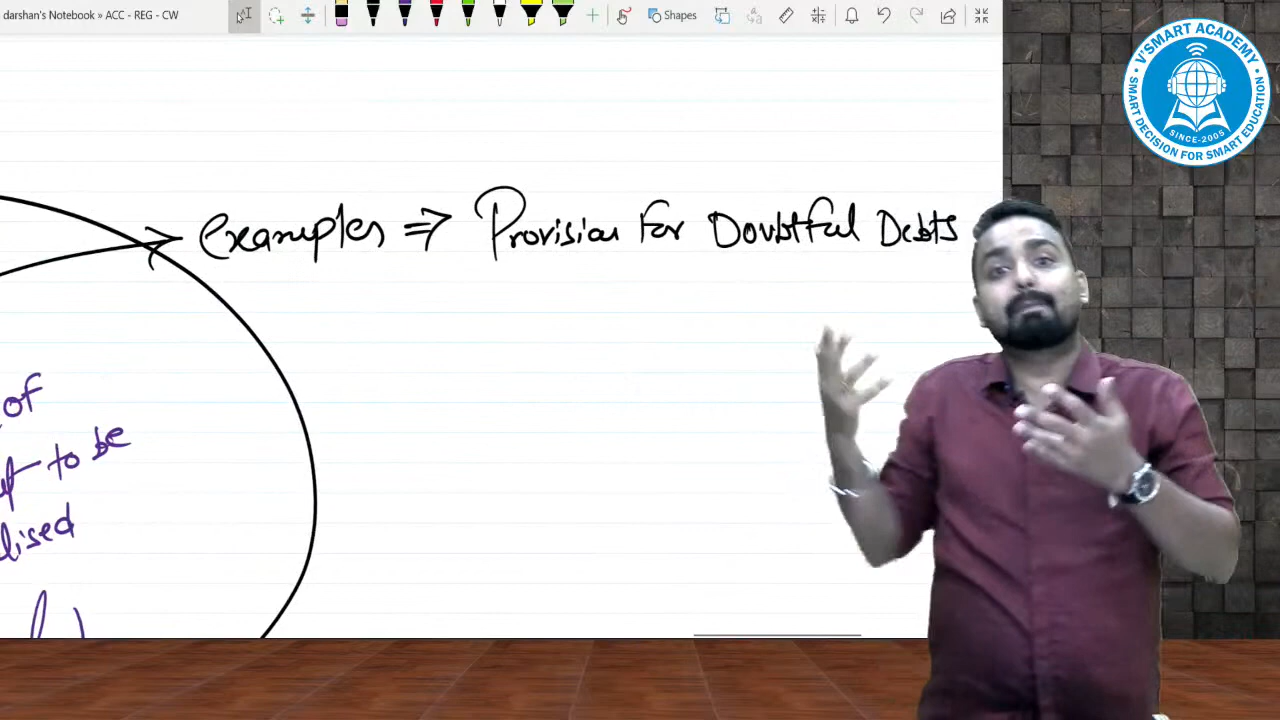 darshan's Notebook » ACC - REG - CW
Shapes
V'SMART ACADEMY
SINCE-2005
SMART DECISION FOR SMART EDUCATION
examples ⇒ Provision For Doubtful Debts
of
to be